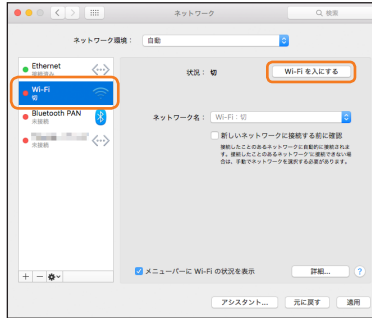 ネットワーク
検索
ネットワーク環境： 自動
Ethernet
接続済み
Wi-Fi
切
Bluetooth PAN
未接続
未接続
状況： 切
Wi-Fi を入にする
ネットワーク名： Wi-Fi：切
新しいネットワークに接続する前に確認
接続したことのあるネットワークに自動的に接続されま
す。接続したことのあるネットワークに接続できない場
合は、手動でネットワークを選択する必要があります。
メニューバーに Wi-Fi の状況を表示
詳細...
?
アシスタント...
元に戻す
適用